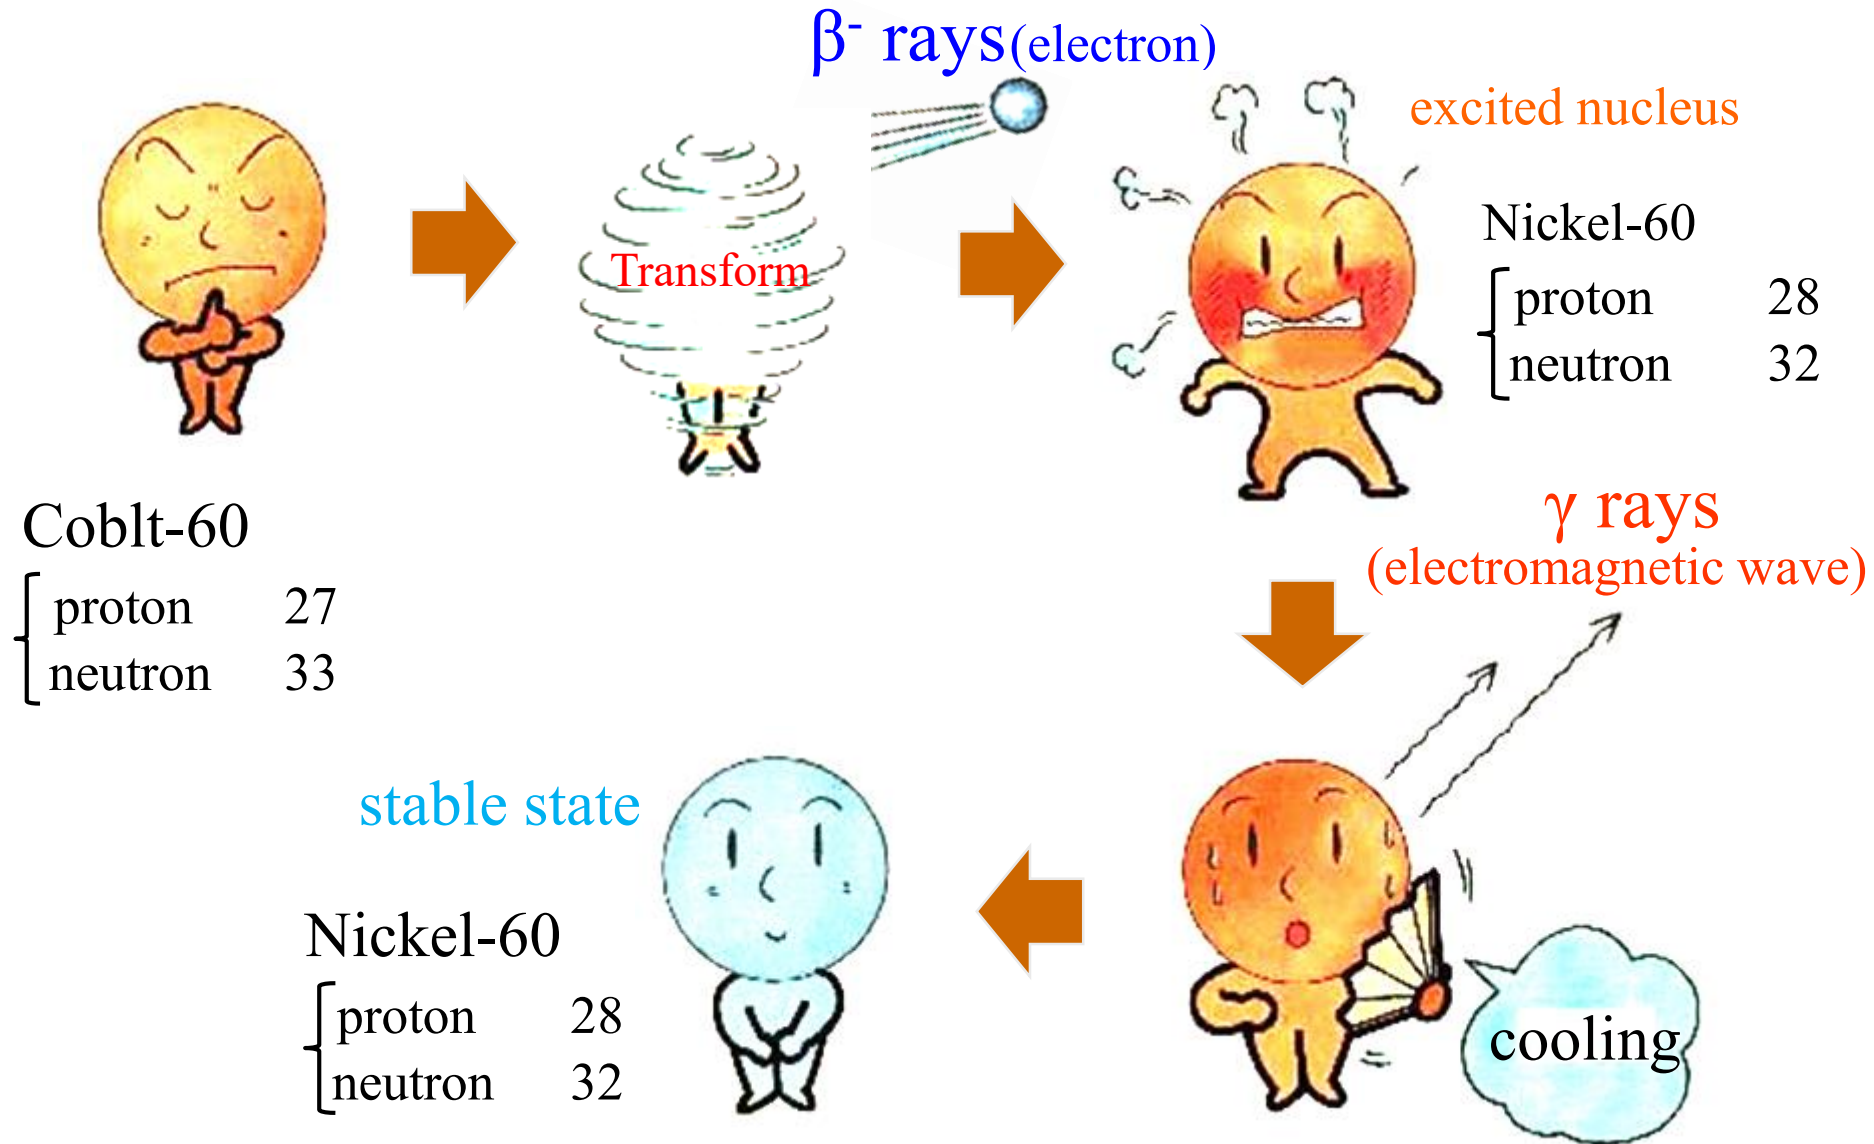 β⁻ rays(electron)
excited nucleus
Transform
Nickel-60
proton 28
neutron 32
Coblt-60
proton 27
neutron 33
γ rays
(electromagnetic wave)
cooling
stable state
Nickel-60
proton 28
neutron 32